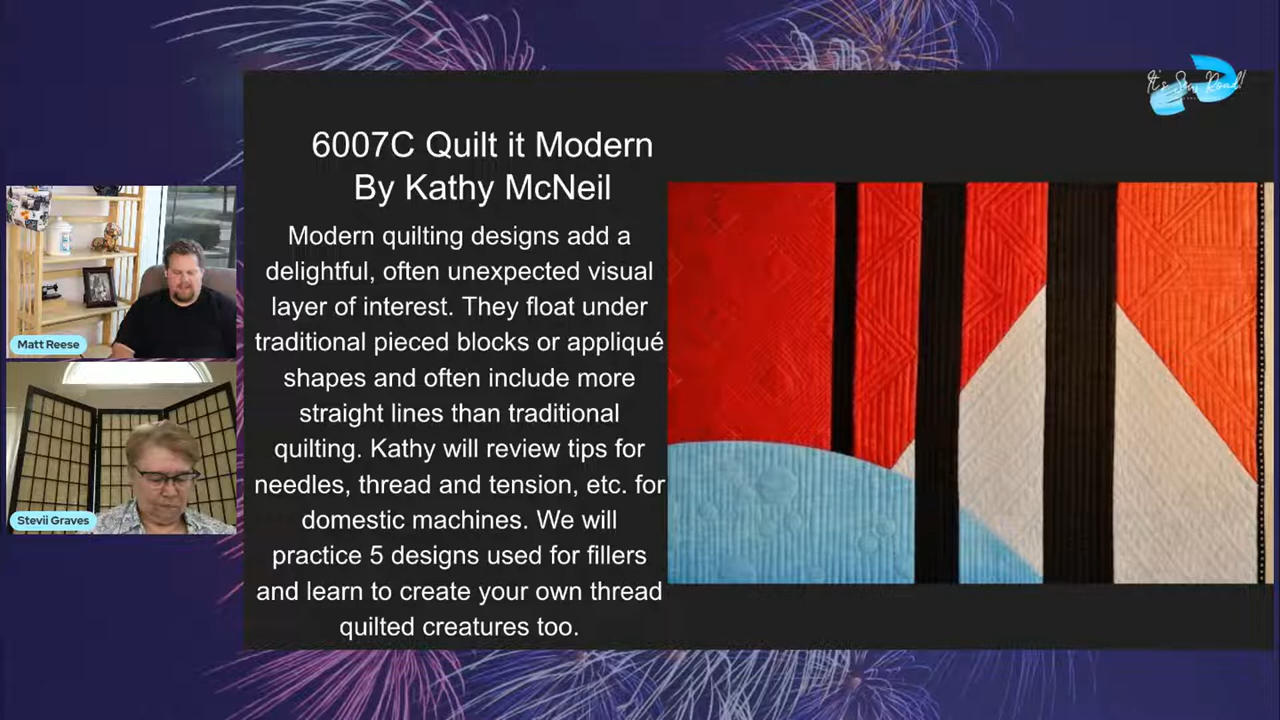 It's Sew Road!
6007C Quilt it Modern
By Kathy McNeil
Modern quilting designs add a
delightful, often unexpected visual
layer of interest. They float under
traditional pieced blocks or appliqué
shapes and often include more
straight lines than traditional
quilting. Kathy will review tips for
needles, thread and tension, etc. for
domestic machines. We will
practice 5 designs used for fillers
and learn to create your own thread
quilted creatures too.
Matt Reese
Stevii Graves